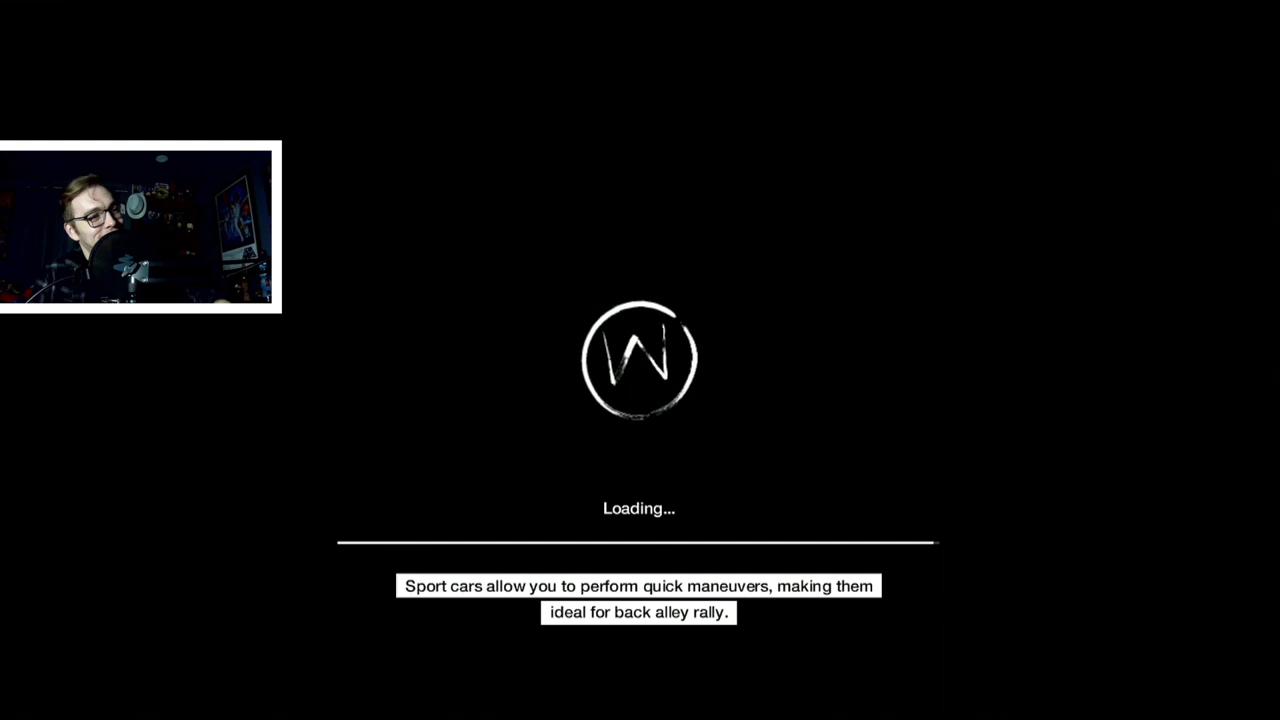 W
Loading...
Sport cars allow you to perform quick maneuvers, making them
ideal for back alley rally.